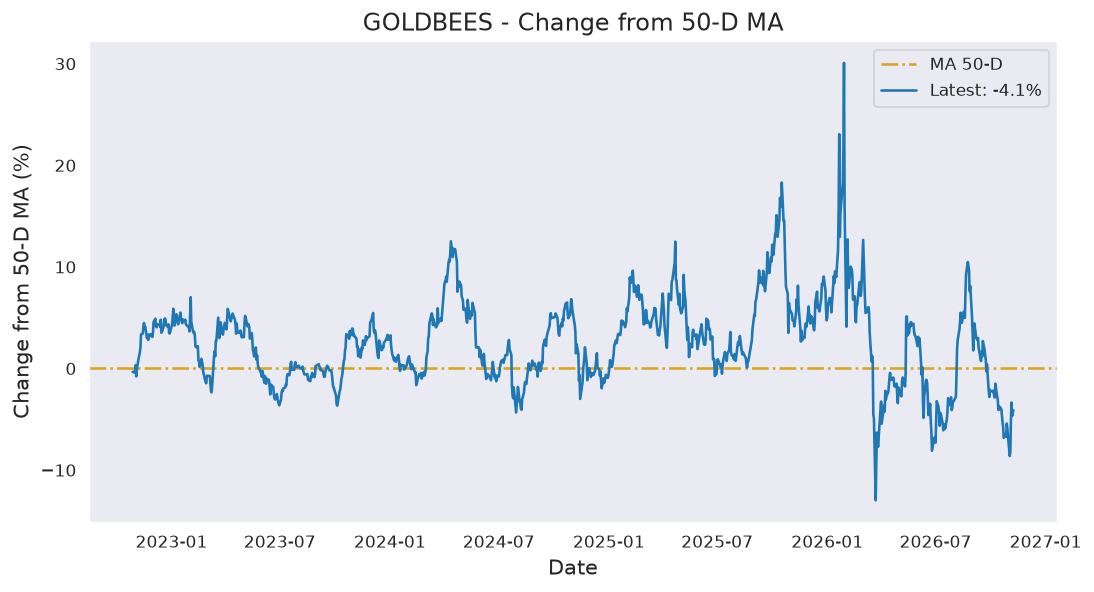 GOLDBEES - Change from 50-D MA
MA 50-D
Latest: -4.1%
Change from 50-D MA (%)
30
20
10
0
−10
2023-01
2023-07
2024-01
2024-07
2025-01
2025-07
2026-01
2026-07
2027-01
Date